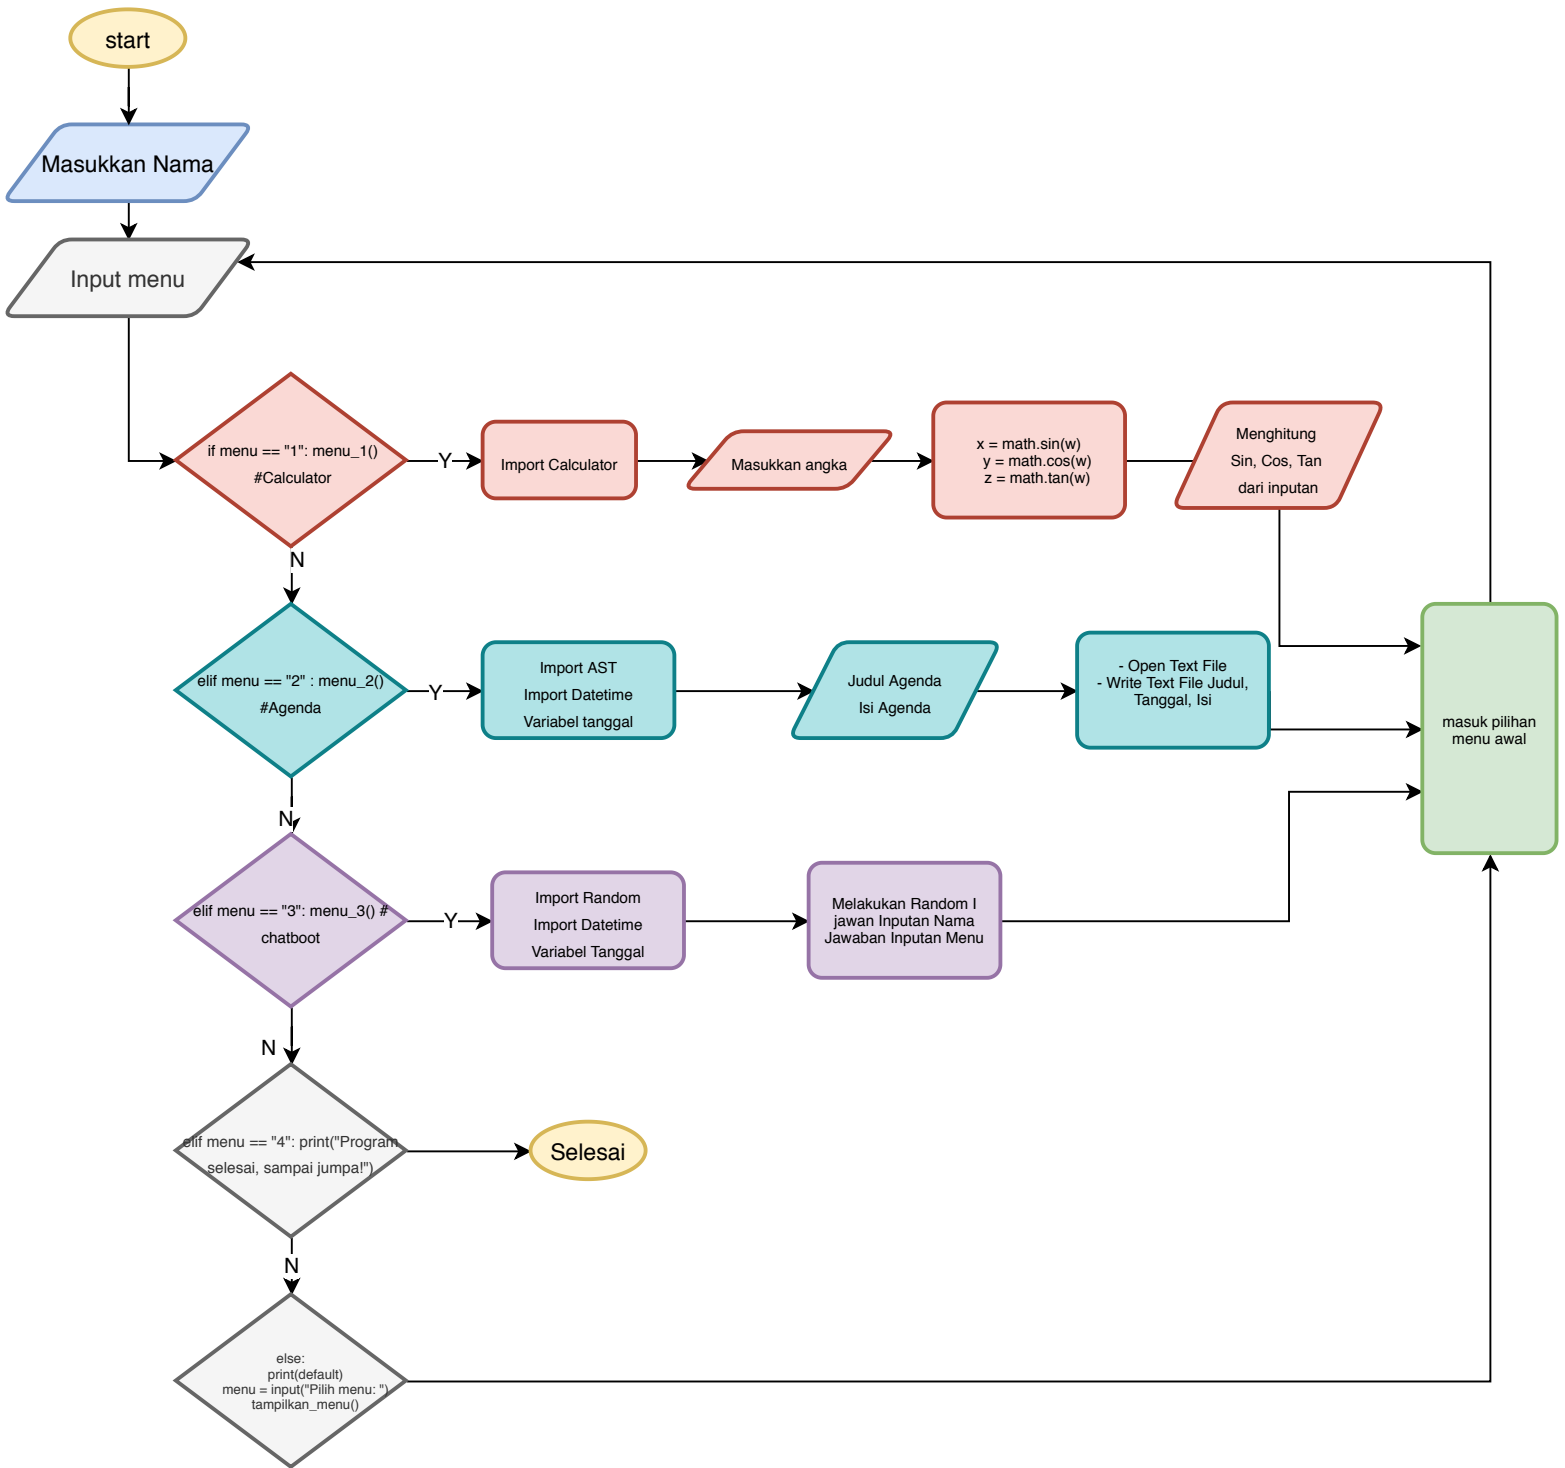 start
Masukkan Nama
Input menu
if menu == "1": menu_1()
#Calculator
Y
Import Calculator
Masukkan angka
x = math.sin(w)
y = math.cos(w)
z = math.tan(w)
Menghitung
Sin, Cos, Tan
dari inputan
N
elif menu == "2" : menu_2()
#Agenda
Y
Import AST
Import Datetime
Variabel tanggal
Judul Agenda
Isi Agenda
- Open Text File
- Write Text File Judul,
Tanggal, Isi
masuk pilihan
menu awal
N
elif menu == "3": menu_3() #
chatboot
Y
Import Random
Import Datetime
Variabel Tanggal
Melakukan Random I
jawan Inputan Nama
Jawaban Inputan Menu
N
elif menu == "4": print("Program
selesai, sampai jumpa!")
Selesai
N
else:
print(default)
menu = input("Pilih menu: ")
tampilkan_menu()